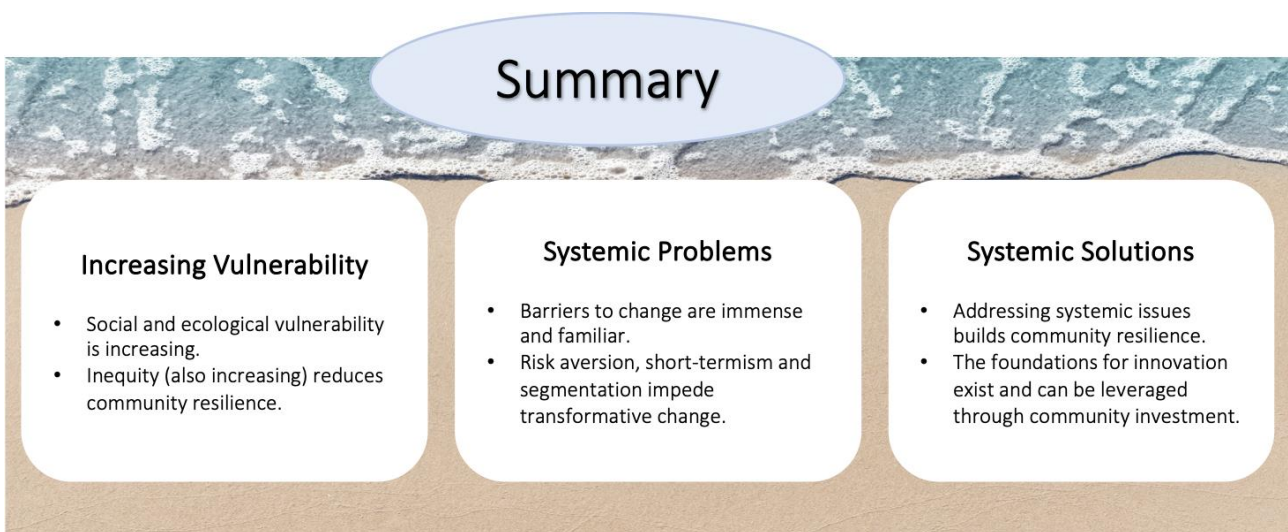 Summary
Increasing Vulnerability
• Social and ecological vulnerability
is increasing.
• Inequity (also increasing) reduces
community resilience.
Systemic Problems
• Barriers to change are immense
and familiar.
• Risk aversion, short-termism and
segmentation impede
transformative change.
Systemic Solutions
• Addressing systemic issues
builds community resilience.
• The foundations for innovation
exist and can be leveraged
through community investment.